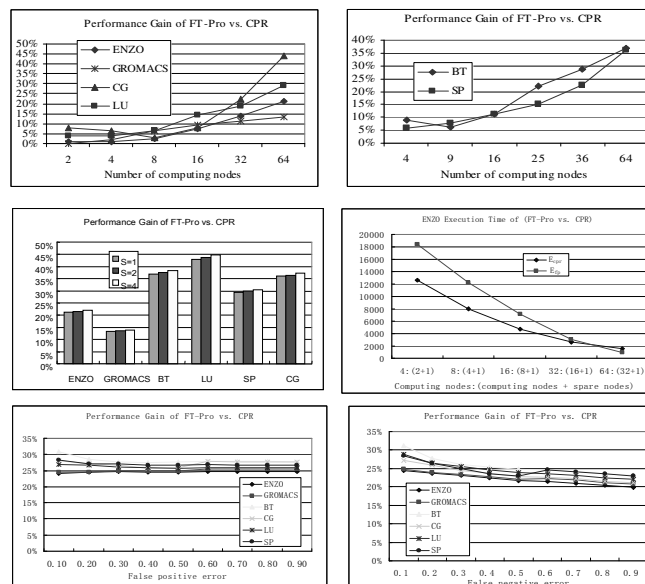 Performance Gain of FT-Pro vs. CPR
50%
45%
40%
35%
30%
25%
20%
15%
10%
5%
0%
ENZO
GROMACS
CG
LU
2 4 8 16 32 64
Number of computing nodes
Performance Gain of FT-Pro vs. CPR
40%
35%
30%
25%
20%
15%
10%
5%
0%
BT
SP
4 9 16 25 36 64
Number of computing nodes
Performance Gain of FT-Pro vs. CPR
50%
45%
40%
35%
30%
25%
20%
15%
10%
5%
0%
S=1
S=2
S=4
ENZO GROMACS BT LU SP CG
ENZO Execution Time of (FT-Pro vs. CPR)
20000
18000
16000
14000
12000
10000
8000
6000
4000
2000
0
Ecpr
Eftp
4:(2+1) 8:(4+1) 16:(8+1) 32:(16+1) 64:(32+1)
Computing nodes:(computing nodes + spare nodes)
Performance Gain of FT-Pro vs. CPR
35%
30%
25%
20%
15%
10%
5%
0%
ENZO
GROMACS
BT
CG
LU
SP
0.10 0.20 0.30 0.40 0.50 0.60 0.70 0.80 0.90
False positive error
Performance Gain of FT-Pro vs. CPR
35%
30%
25%
20%
15%
10%
5%
0%
ENZO
GROMACS
BT
CG
LU
SP
0.1 0.2 0.3 0.4 0.5 0.6 0.7 0.8 0.9
False negative error